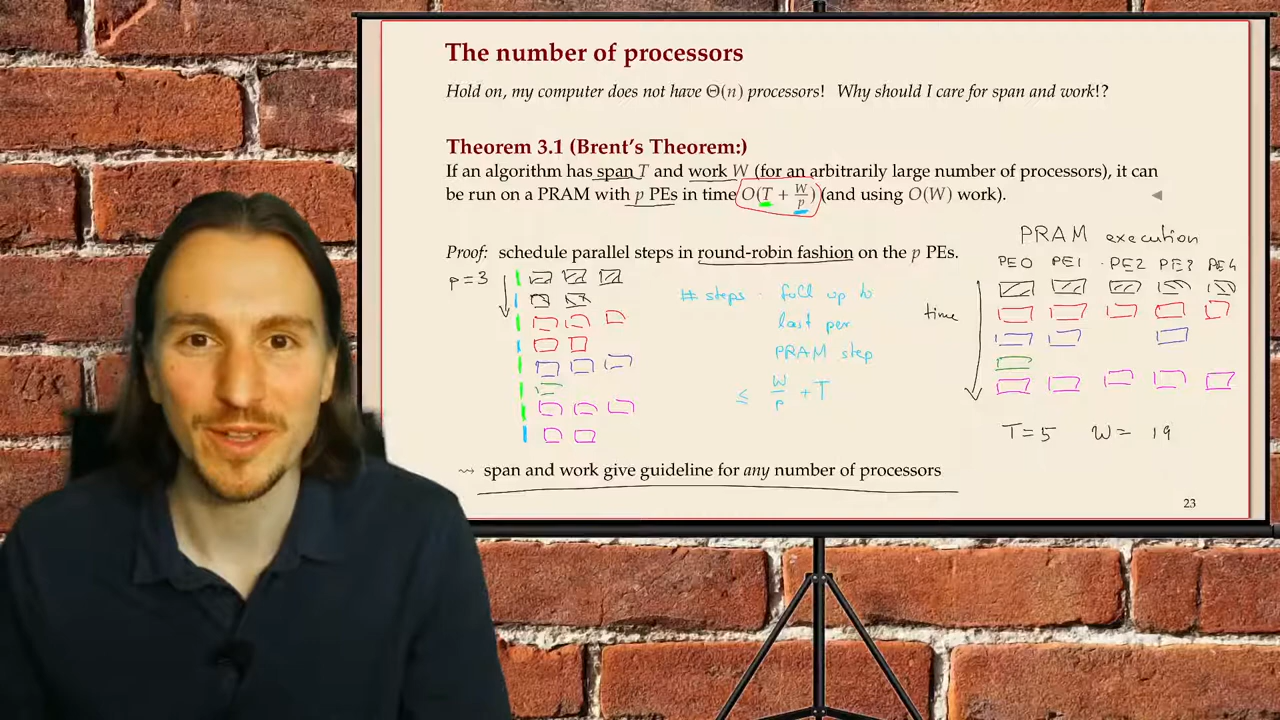 The number of processors
Hold on, my computer does not have Θ(n) processors! Why should I care for span and work!?
Theorem 3.1 (Brent's Theorem:)
If an algorithm has span T and work W (for an arbitrarily large number of processors), it can
be run on a PRAM with p PEs in time O(T + W/p) (and using O(W) work).
Proof: schedule parallel steps in round-robin fashion on the p PEs.
p=3
# steps. full up to
last per
PRAM step
≤ W/p + T
PRAM execution
PE0 PE1 PE2 PE3 PE4
time
T=5 W= 19
⇝ span and work give guideline for any number of processors
23